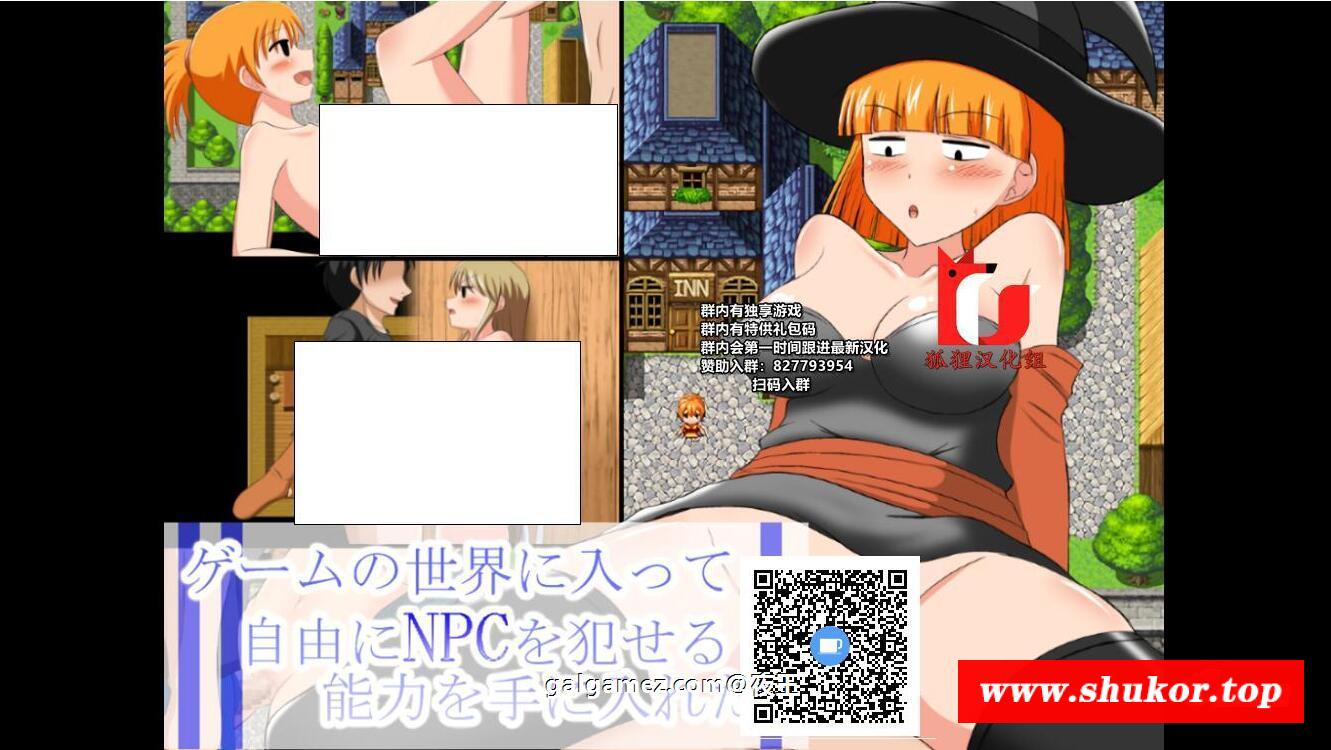 INN
群内有独享游戏
群内有特供礼包码
群内会第一时间跟进最新汉化
赞助入群：827793954
扫码入群
狐狸汉化组
ゲームの世界に入って
自由にNPCを犯せる
能力を手に入れた
galgamez.com@
www.shukor.top